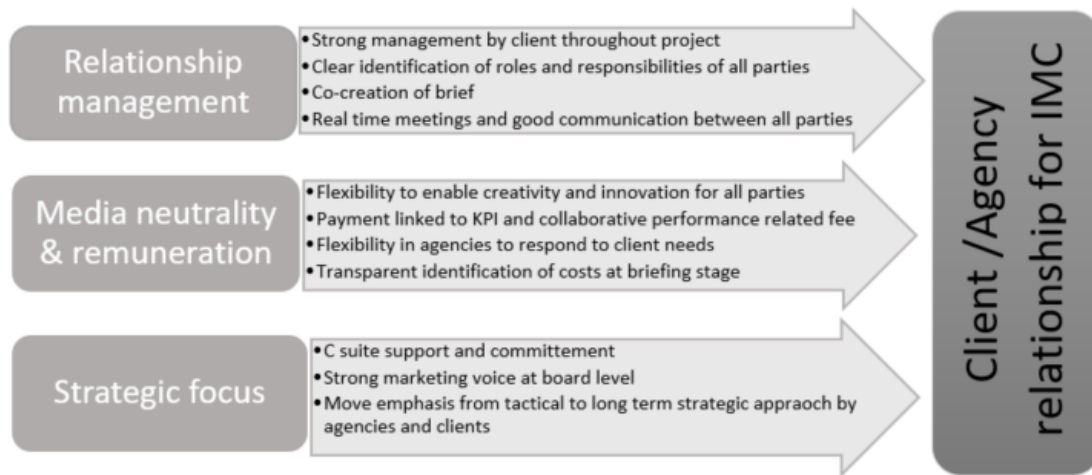 Relationship
management
•Strong management by client throughout project
•Clear identification of roles and responsibilities of all parties
•Co-creation of brief
•Real time meetings and good communication between all parties
Media neutrality
& remuneration
•Flexibility to enable creativity and innovation for all parties
•Payment linked to KPI and collaborative performance related fee
•Flexibility in agencies to respond to client needs
•Transparent identification of costs at briefing stage
Strategic focus
•C suite support and committement
•Strong marketing voice at board level
•Move emphasis from tactical to long term strategic appraoch by
agencies and clients
Client /Agency
relationship for IMC